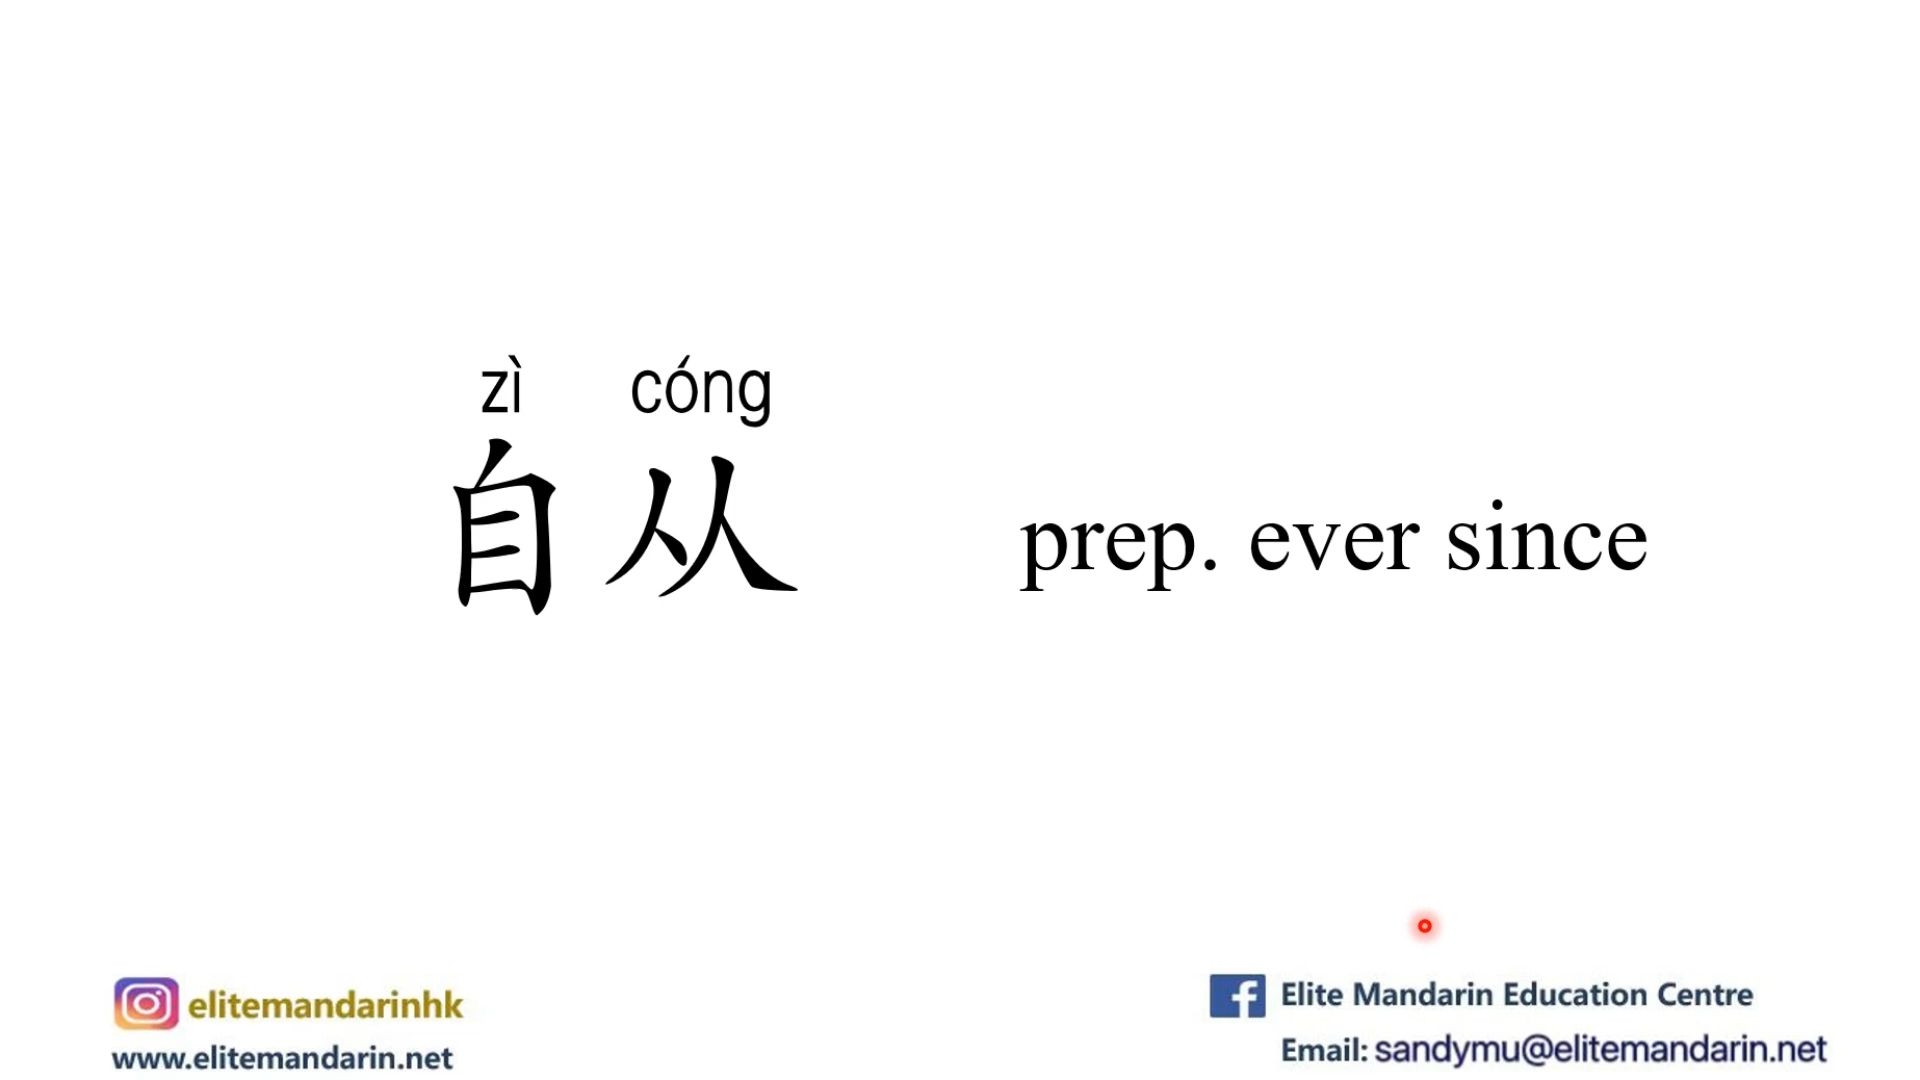 zì cóng
自从
prep. ever since
elitemandarinhk
www.elitemandarin.net
Elite Mandarin Education Centre
Email: sandymu@elitemandarin.net